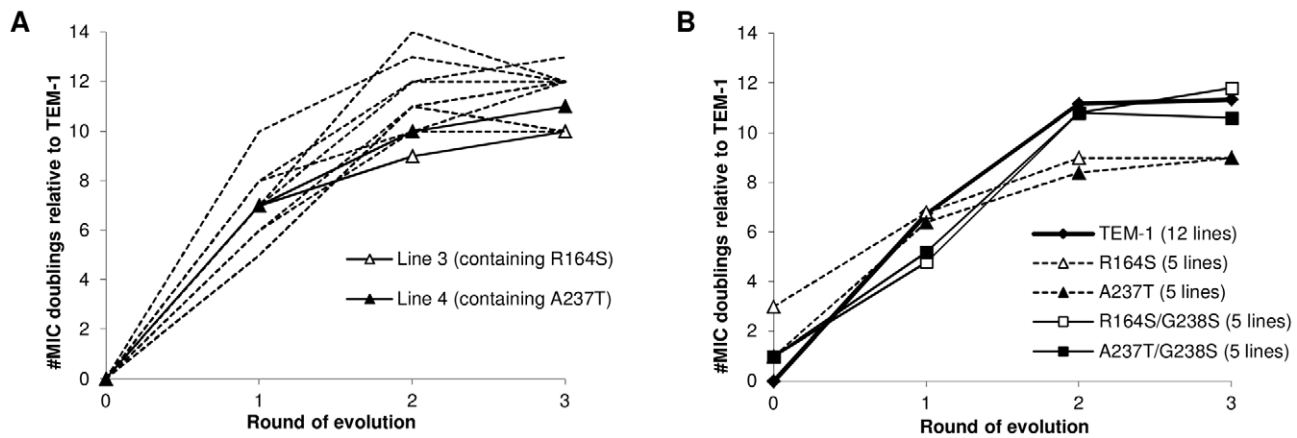 A
#MIC doublings relative to TEM-1
14
12
10
8
6
4
2
0
0
1
2
3
Round of evolution
Line 3 (containing R164S)
Line 4 (containing A237T)
B
#MIC doublings relative to TEM-1
14
12
10
8
6
4
2
0
0
1
2
3
Round of evolution
TEM-1 (12 lines)
R164S (5 lines)
A237T (5 lines)
R164S/G238S (5 lines)
A237T/G238S (5 lines)